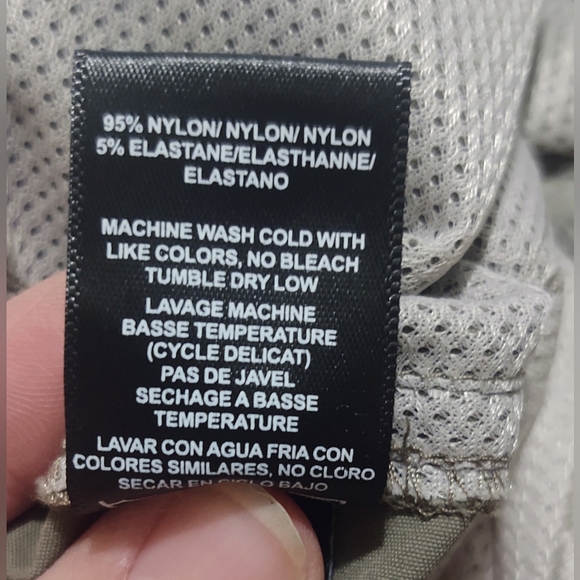 95% NYLON/ NYLON/ NYLON
5% ELASTANE/ELASTHANNE/
ELASTANO
MACHINE WASH COLD WITH
LIKE COLORS, NO BLEACH
TUMBLE DRY LOW
LAVAGE MACHINE
BASSE TEMPERATURE
(CYCLE DELICAT)
PAS DE JAVEL
SECHAGE A BASSE
TEMPERATURE
LAVAR CON AGUA FRIA CON
COLORES SIMILARES, NO CLORO
SECAR EN CICLO BAJO